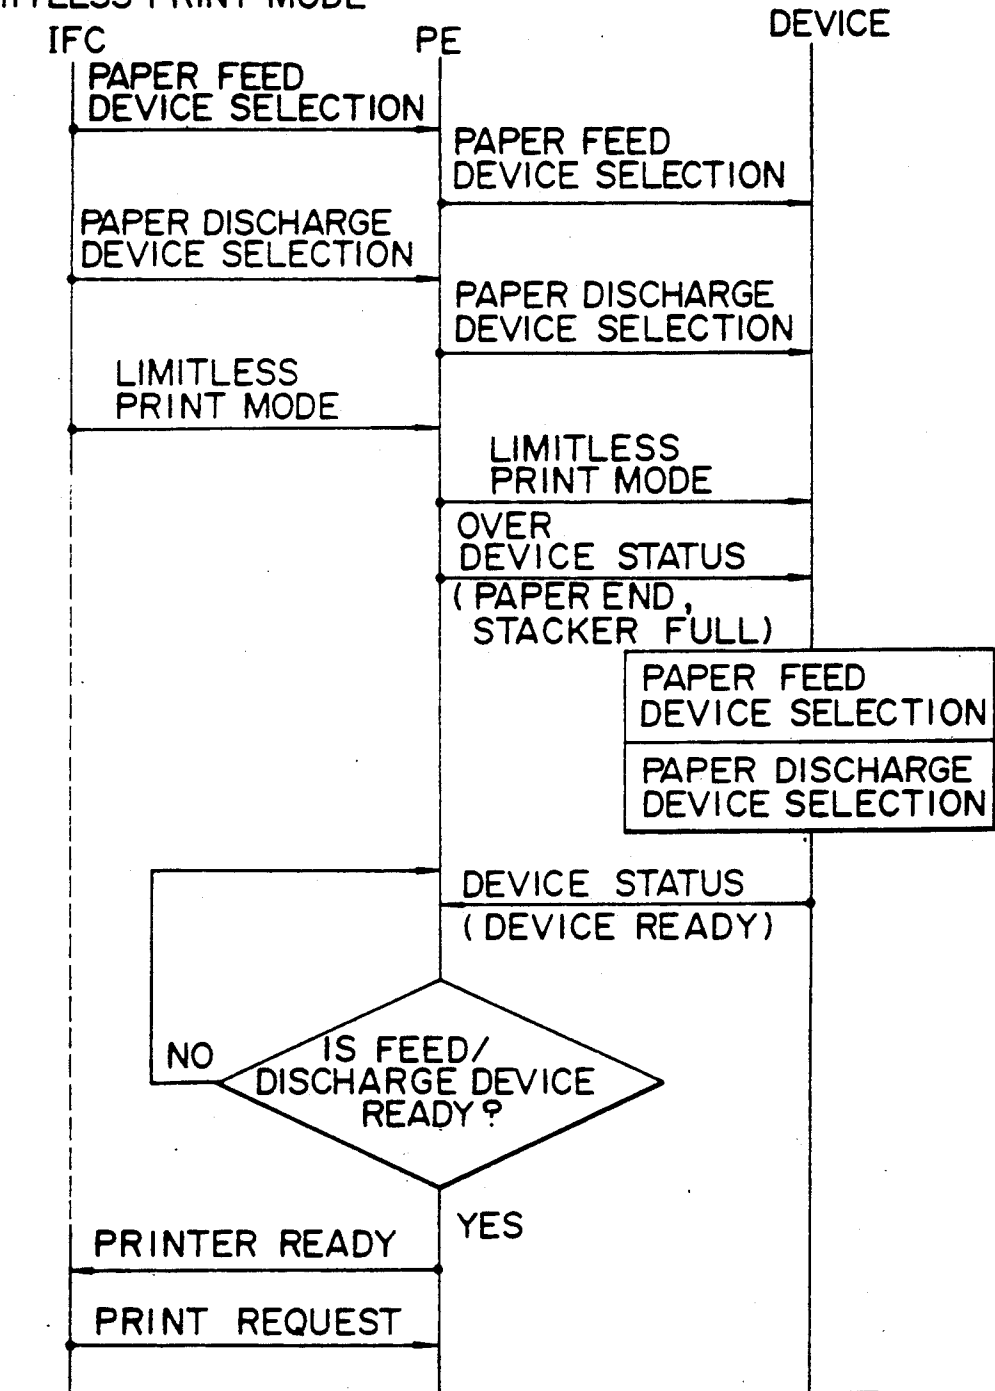 PRINT MODE
IFC
PE
DEVICE
PAPER FEED
DEVICE SELECTION
PAPER FEED
DEVICE SELECTION
PAPER DISCHARGE
DEVICE SELECTION
PAPER DISCHARGE
DEVICE SELECTION
LIMITLESS
PRINT MODE
LIMITLESS
PRINT MODE
OVER
DEVICE STATUS
(PAPER END,
STACKER FULL)
PAPER FEED
DEVICE SELECTION
PAPER DISCHARGE
DEVICE SELECTION
DEVICE STATUS
(DEVICE READY)
NO
IS FEED/
DISCHARGE DEVICE
READY?
YES
PRINTER READY
PRINT REQUEST